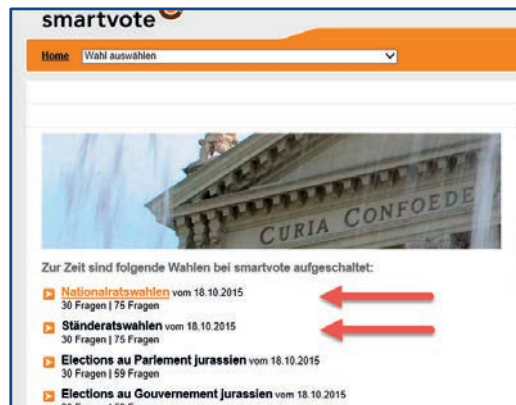 smartvote
Home Wahl auswählen
CURIA CONFOEDE
Zur Zeit sind folgende Wahlen bei smartvote aufgeschaltet:
Nationalratswahlen vom 18.10.2015
30 Fragen | 75 Fragen
Ständeratswahlen vom 18.10.2015
30 Fragen | 75 Fragen
Elections au Parlement jurassien vom 18.10.2015
30 Fragen | 59 Fragen
Elections au Gouvernement jurassien vom 18.10.2015